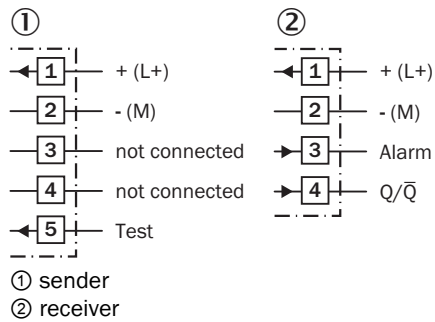 ①
1 + (L+)
2 - (M)
3 not connected
4 not connected
5 Test
②
1 + (L+)
2 - (M)
3 Alarm
4 Q/Q̅
① sender
② receiver